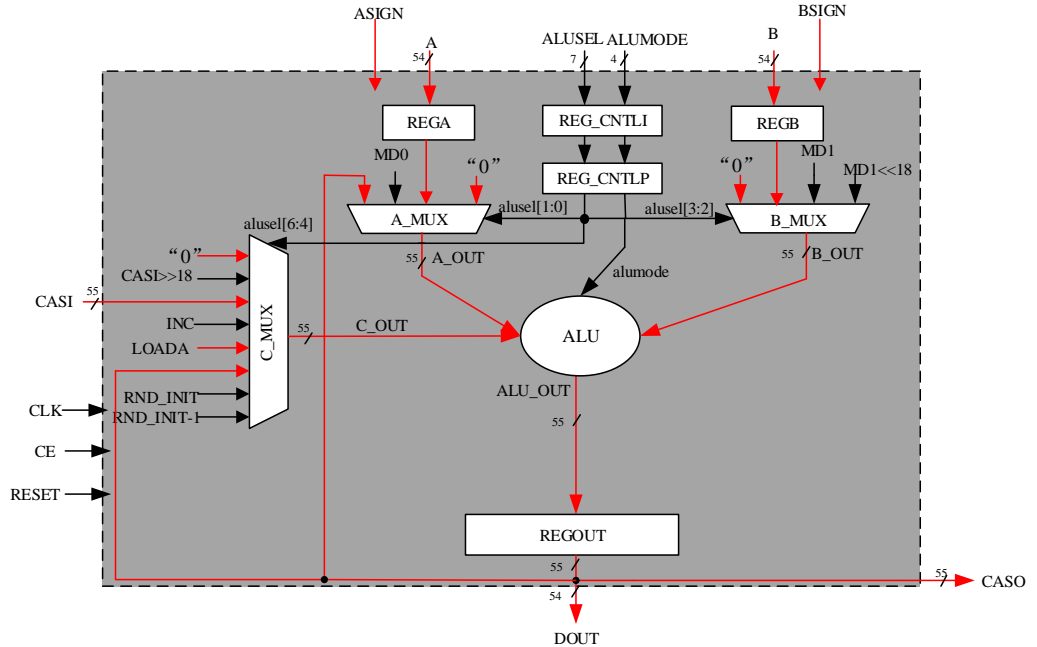 ASIGN
BSIGN
A
ALUSEL
ALUMODE
B
54
7
4
54
REGA
REG_CNTLI
REGB
MD0
"0"
REG_CNTLP
"0"
MD1
MD1<<18
A_MUX
alusel[1:0]
alusel[3:2]
B_MUX
alusel[6:4]
"0"
55
A_OUT
55
B_OUT
CASI>>18
alumode
CASI
55
INC
C_MUX
55
C_OUT
ALU
LOADA
RND_INIT
ALU_OUT
CLK
RND_INIT-1
55
CE
RESET
REGOUT
55
55
CASO
54
DOUT